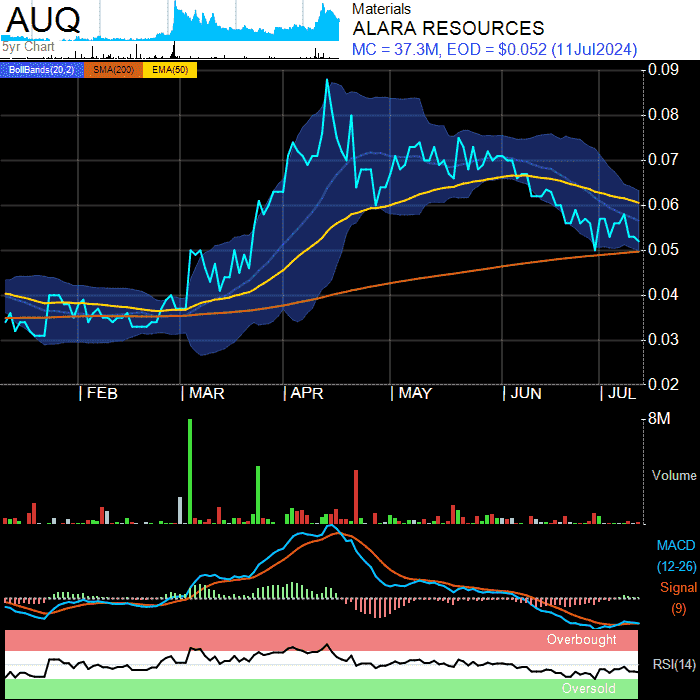 AUQ
5yr Chart
Materials
ALARA RESOURCES
MC = 37.3M, EOD = $0.052 (11Jul2024)
BollBands(20,2) SMA(200) EMA(50)
0.09
0.08
0.07
0.06
0.05
0.04
0.03
0.02
FEB MAR APR MAY JUN JUL
8M
Volume
MACD
(12-26)
Signal
(9)
Overbought
RSI(14)
Oversold